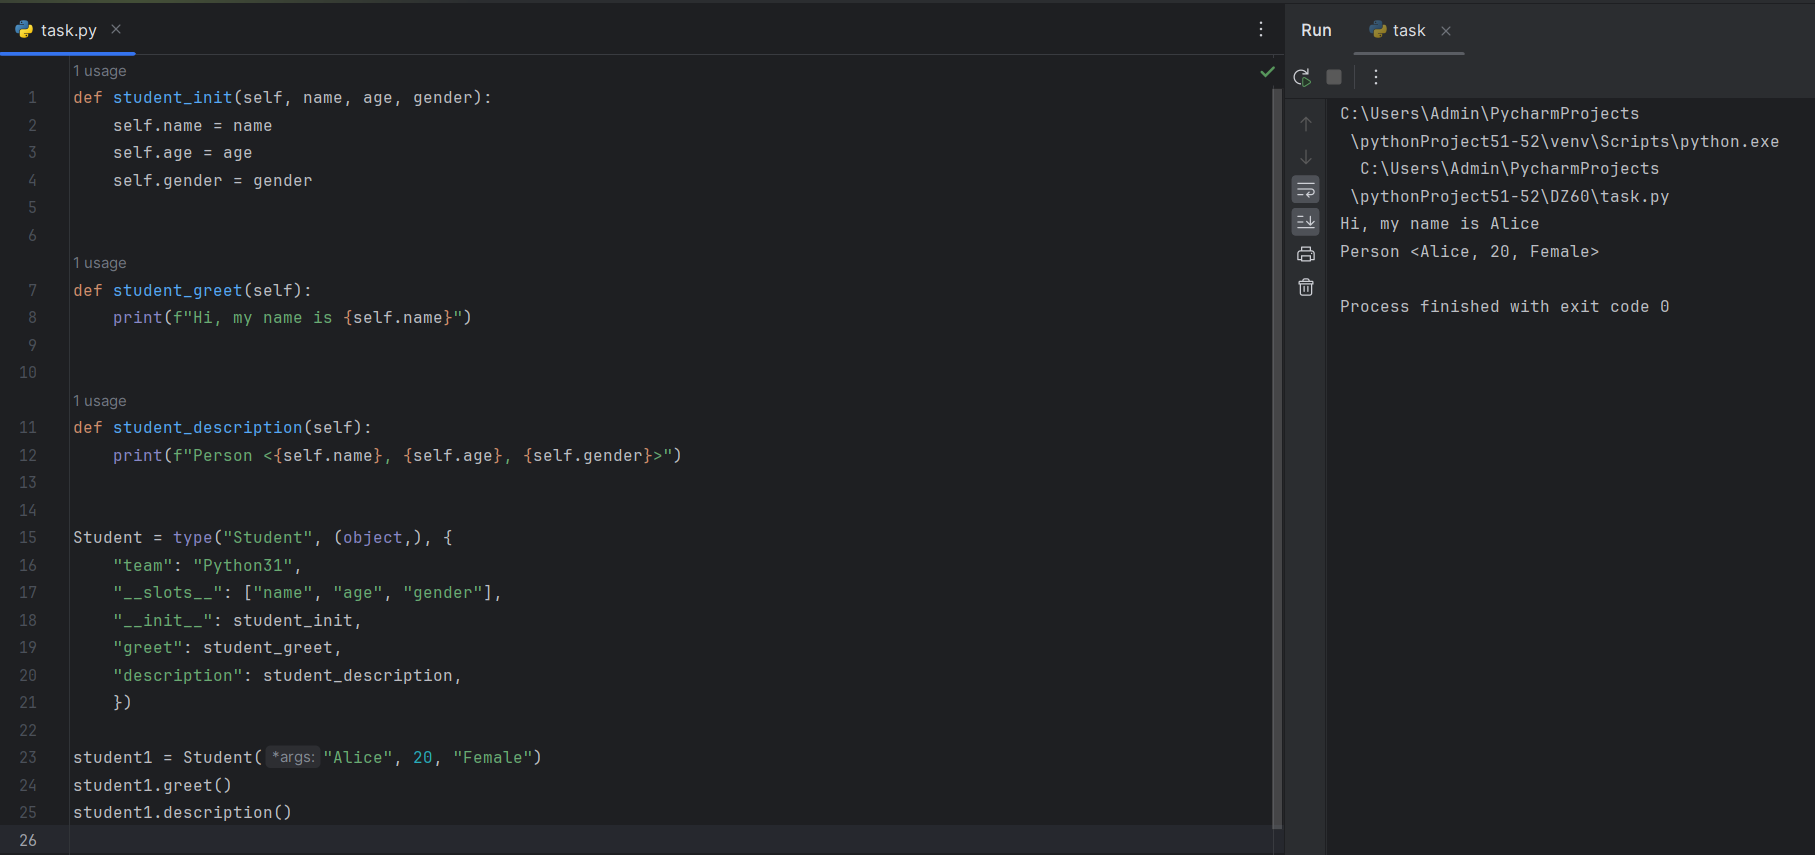 task.py
1 usage
1 def student_init(self, name, age, gender):
2     self.name = name
3     self.age = age
4     self.gender = gender
5
6
1 usage
7 def student_greet(self):
8     print(f"Hi, my name is {self.name}")
9
10
1 usage
11 def student_description(self):
12     print(f"Person <{self.name}, {self.age}, {self.gender}>")
13
14
15 Student = type("Student", (object,), {
16     "team": "Python31",
17     "__slots__": ["name", "age", "gender"],
18     "__init__": student_init,
19     "greet": student_greet,
20     "description": student_description,
21     })
22
23 student1 = Student( *args: "Alice", 20, "Female")
24 student1.greet()
25 student1.description()
26
Run task
C:\Users\Admin\PycharmProjects
\pythonProject51-52\venv\Scripts\python.exe
C:\Users\Admin\PycharmProjects
\pythonProject51-52\DZ60\task.py
Hi, my name is Alice
Person <Alice, 20, Female>
Process finished with exit code 0